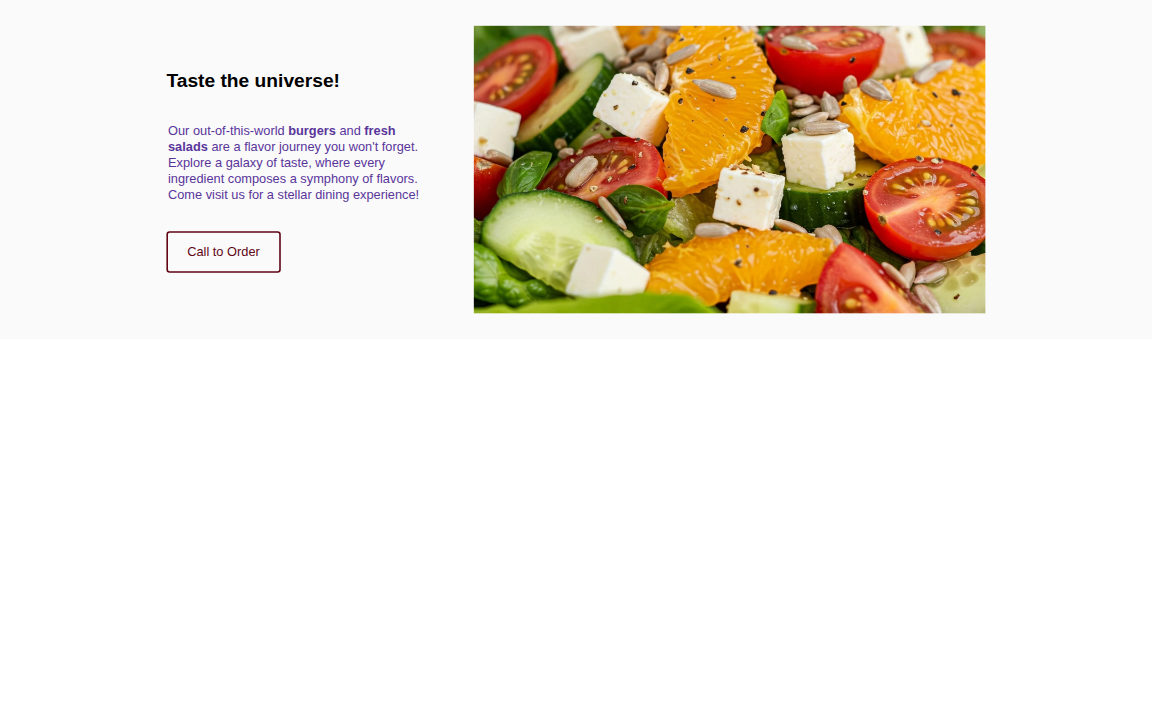 Taste the universe!
Our out-of-this-world burgers and fresh
salads are a flavor journey you won't forget.
Explore a galaxy of taste, where every
ingredient composes a symphony of flavors.
Come visit us for a stellar dining experience!
Call to Order